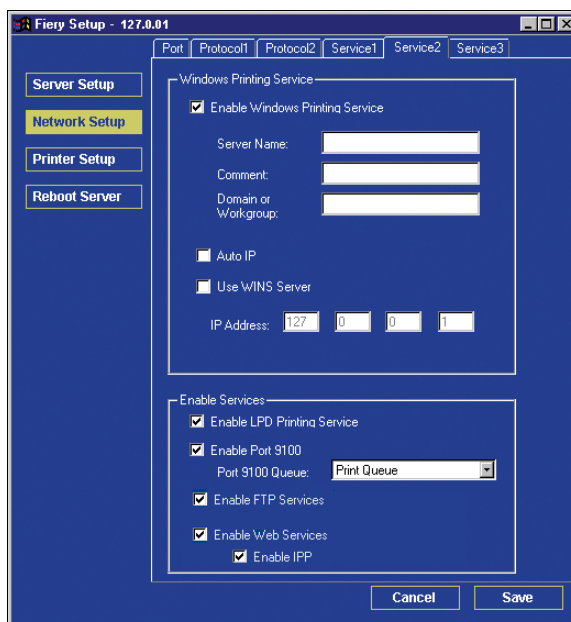 Fiery Setup - 127.0.01
Port Protocol1 Protocol2 Service1 Service2 Service3
Server Setup
Network Setup
Printer Setup
Reboot Server
Windows Printing Service
Enable Windows Printing Service
Server Name:
Comment:
Domain or
Workgroup:
Auto IP
Use WINS Server
IP Address: 127 0 0 1
Enable Services
Enable LPD Printing Service
Enable Port 9100
Port 9100 Queue: Print Queue
Enable FTP Services
Enable Web Services
Enable IPP
Cancel Save